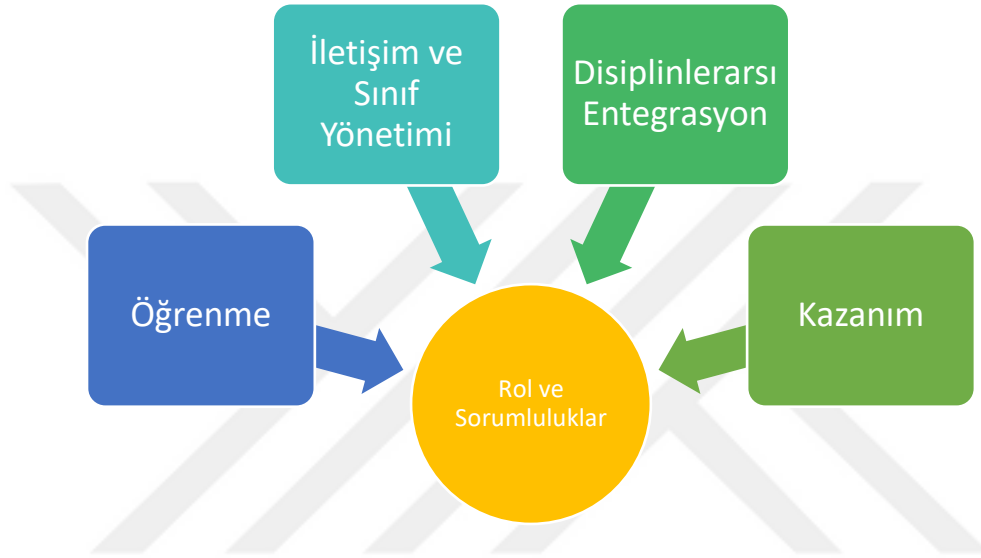 İletişim ve
Sınıf
Yönetimi
Disiplinlerarsı
Entegrasyon
Öğrenme
Kazanım
Rol ve
Sorumluluklar